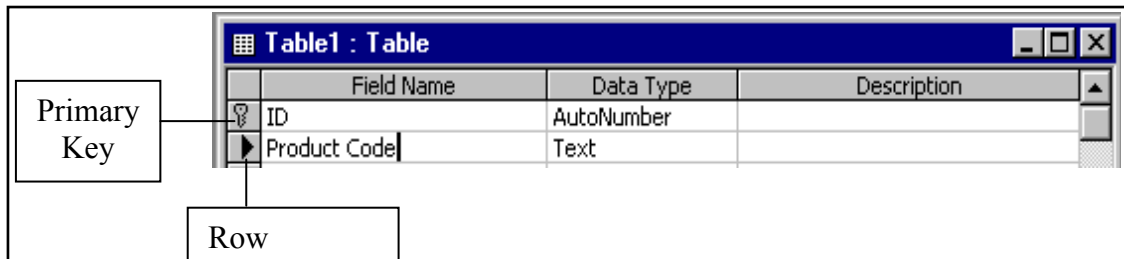 Table1 : Table
Field Name Data Type Description
Primary
Key
ID AutoNumber
Product Code Text
Row